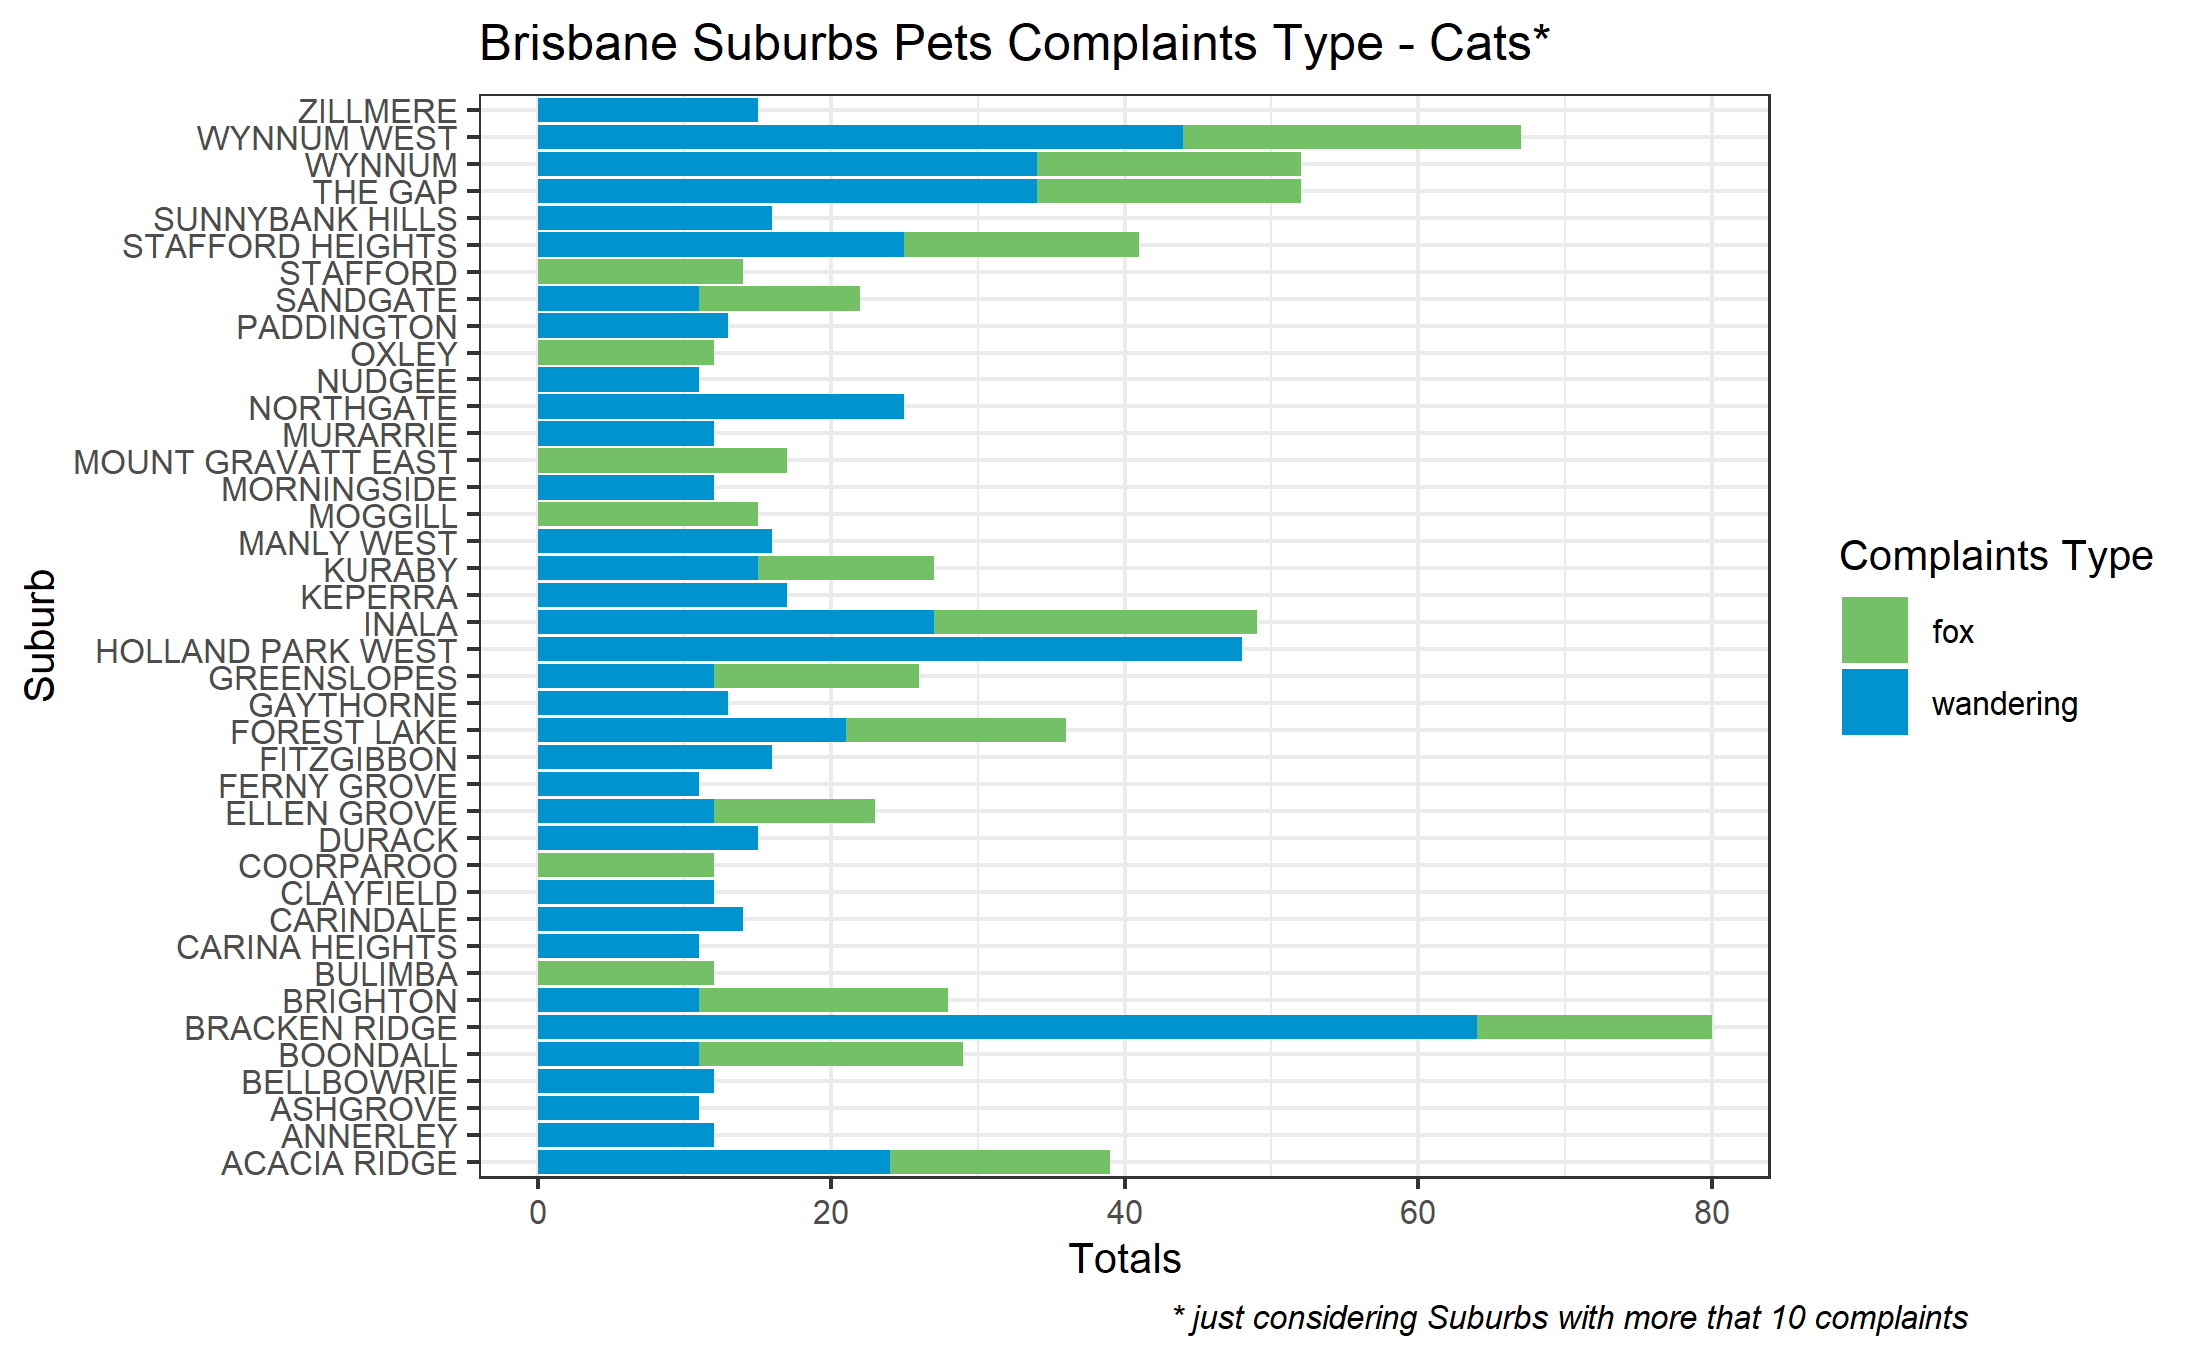 Brisbane Suburbs Pets Complaints Type - Cats*
Suburb
ZILLMERE
WYNNUM WEST
WYNNUM
THE GAP
SUNNYBANK HILLS
STAFFORD HEIGHTS
STAFFORD
SANDGATE
PADDINGTON
OXLEY
NUDGEE
NORTHGATE
MURARRIE
MOUNT GRAVATT EAST
MORNINGSIDE
MOGGILL
MANLY WEST
KURABY
KEPERRA
INALA
HOLLAND PARK WEST
GREENSLOPES
GAYTHORNE
FOREST LAKE
FITZGIBBON
FERNY GROVE
ELLEN GROVE
DURACK
COORPAROO
CLAYFIELD
CARINDALE
CARINA HEIGHTS
BULIMBA
BRIGHTON
BRACKEN RIDGE
BOONDALL
BELLBOWRIE
ASHGROVE
ANNERLEY
ACACIA RIDGE
0 20 40 60 80
Totals
Complaints Type
fox
wandering
* just considering Suburbs with more that 10 complaints